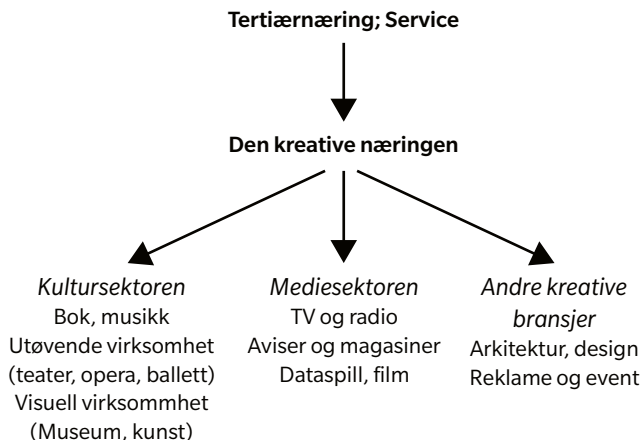 Tertiærnæring; Service
Den kreative næringen
Kultursektoren
Bok, musikk
Utøvende virksomhet
(teater, opera, ballett)
Visuell virksommhet
(Museum, kunst)
Mediesektoren
TV og radio
Aviser og magasiner
Dataspill, film
Andre kreative
bransjer
Arkitektur, design
Reklame og event